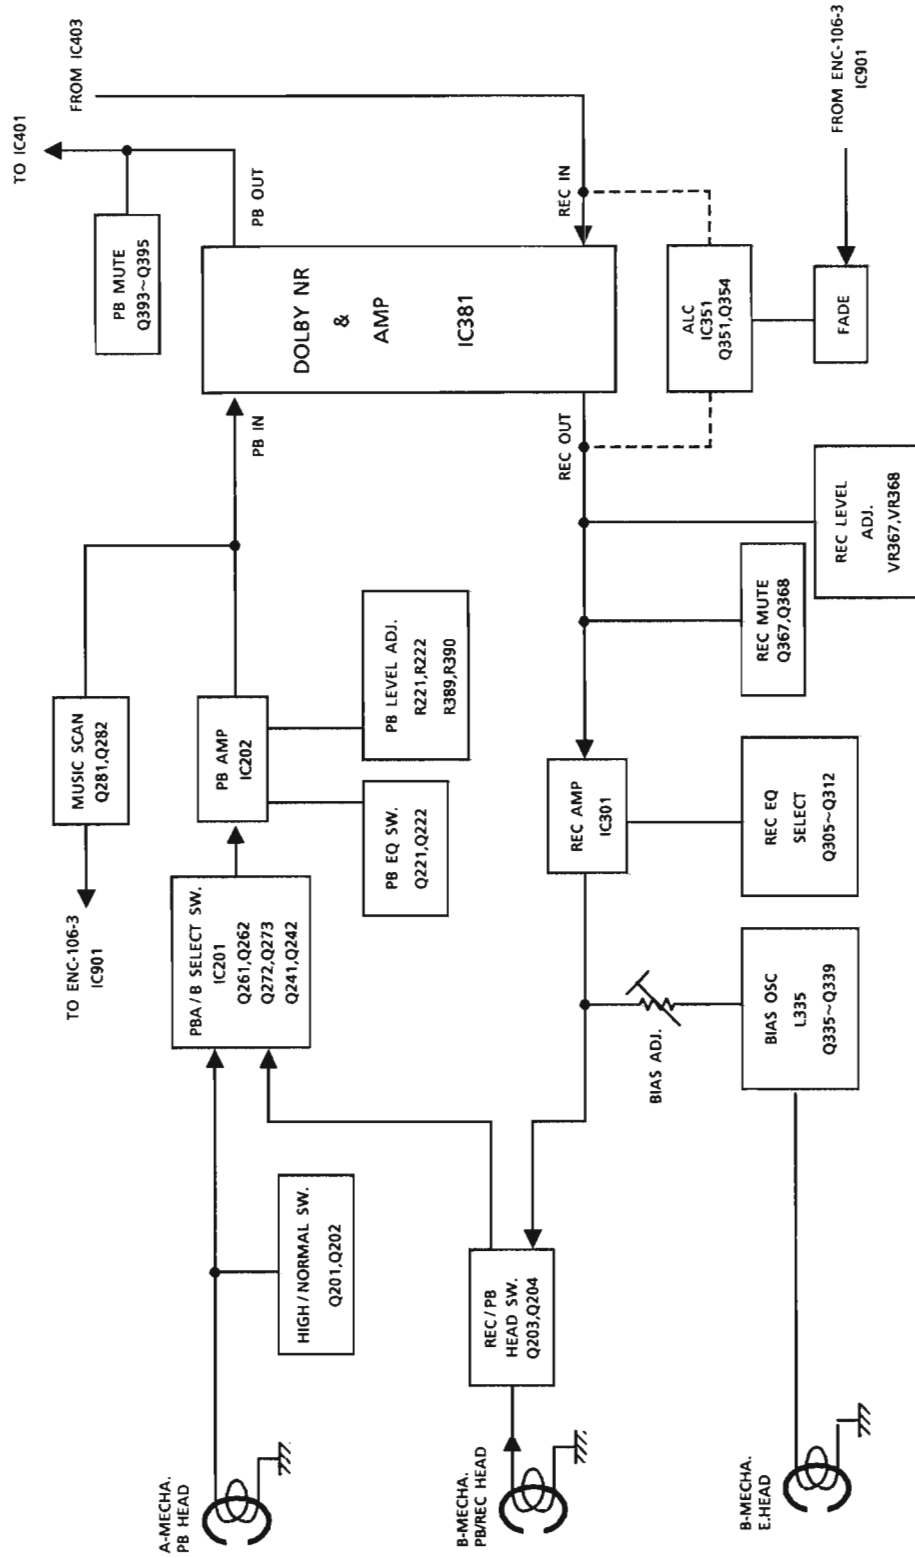 A-MECHA.
PB HEAD
HIGH / NORMAL SW.
Q201,Q202
PBA / B SELECT SW.
IC201
Q261,Q262
Q272,Q273
Q241,Q242
TO ENC-106-3
IC901
MUSIC SCAN
Q281,Q282
PB AMP
IC202
PB EQ SW.
Q221,Q222
PB LEVEL ADJ.
R221,R222
R389,R390
PB IN
DOLBY NR
&
AMP
IC381
PB OUT
PB MUTE
Q393~Q395
TO IC401
FROM IC403
B-MECHA.
PB/REC HEAD
REC / PB
HEAD SW.
Q203,Q204
BIAS ADJ.
REC AMP
IC301
REC OUT
REC IN
ALC
IC351
Q351,Q354
FADE
FROM ENC-106-3
IC901
B-MECHA.
E.HEAD
BIAS OSC
L335
Q335~Q339
REC EQ
SELECT
Q305~Q312
REC MUTE
Q367,Q368
REC LEVEL
ADJ.
VR367,VR368